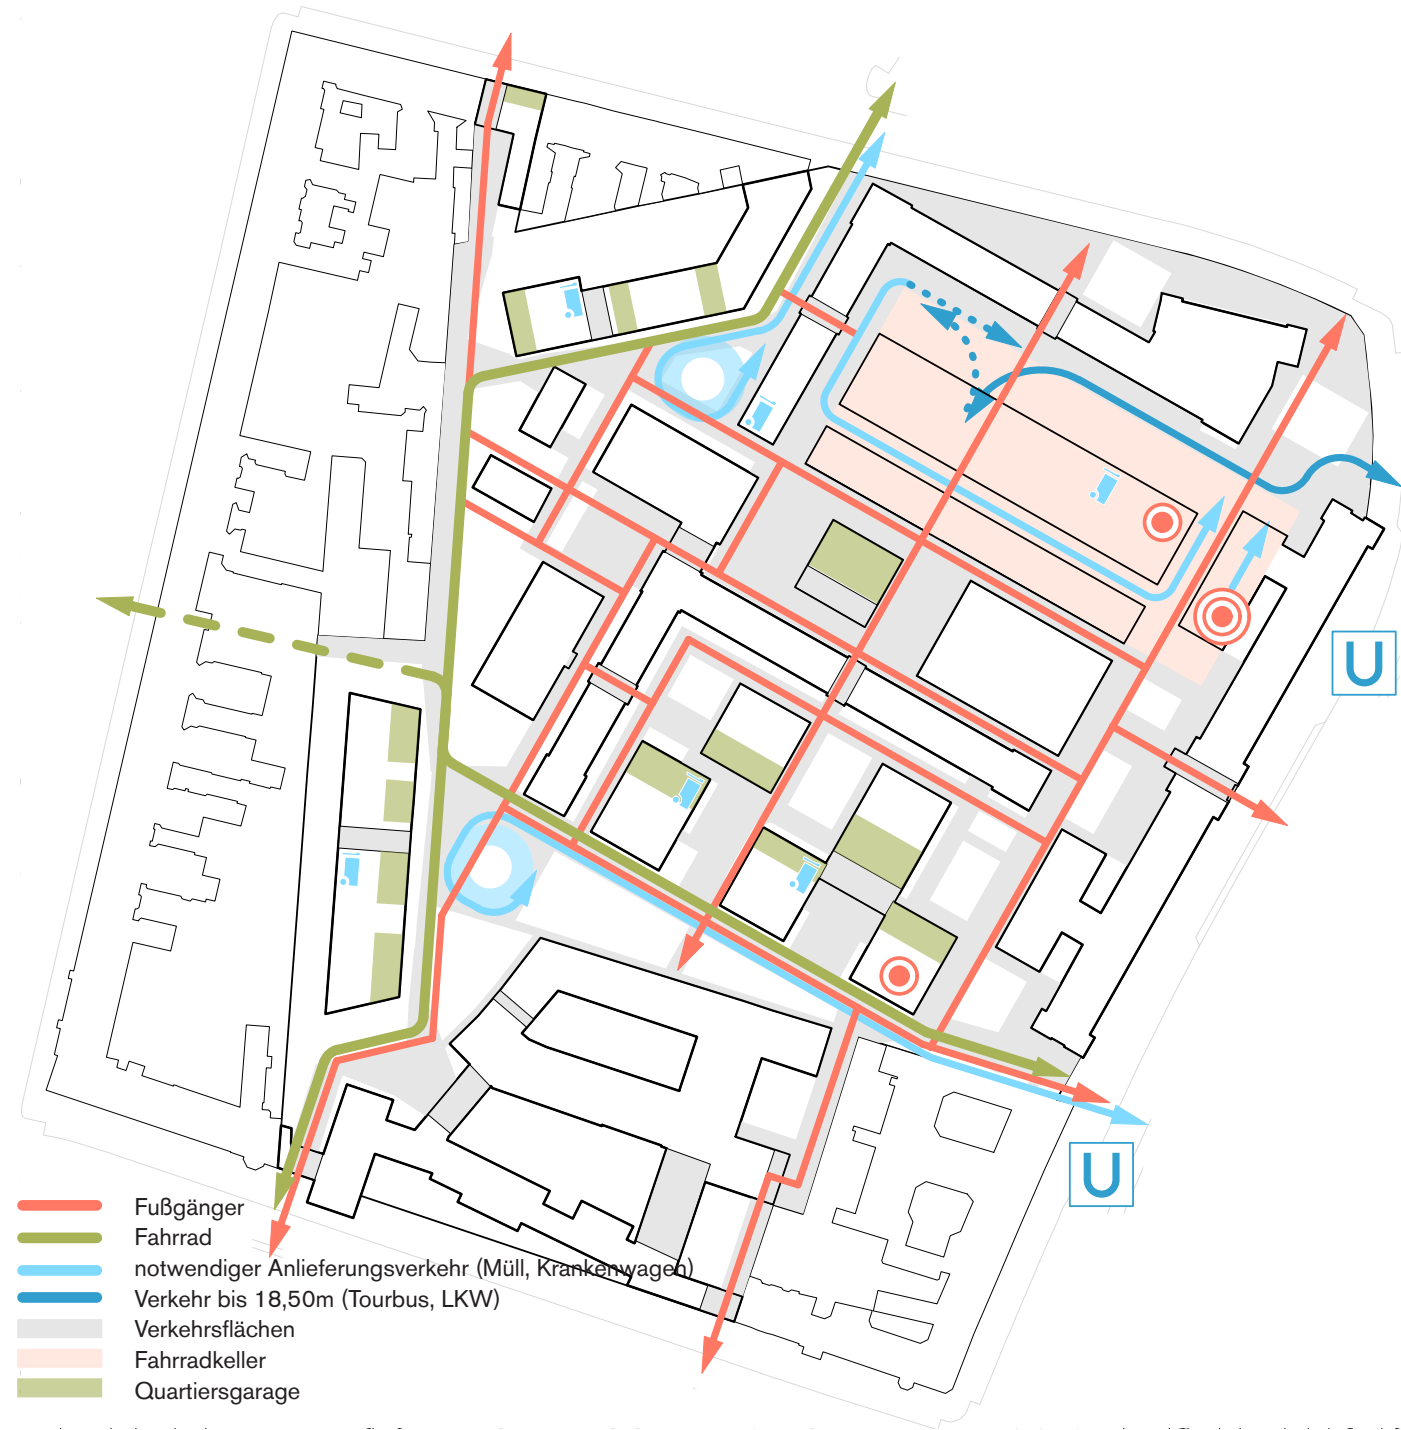 U
U
Fußgänger
Fahrrad
notwendiger Anlieferungsverkehr (Müll, Krankenwagen)
Verkehr bis 18,50m (Tourbus, LKW)
Verkehrsflächen
Fahrradkeller
Quartiersgarage